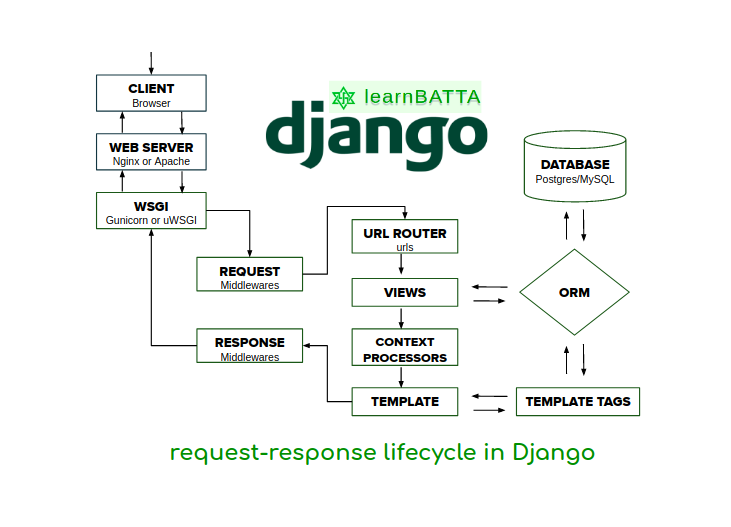 CLIENT
Browser
learnBATTA
django
WEB SERVER
Nginx or Apache
DATABASE
Postgres/MySQL
WSGI
Gunicorn or uWSGI
URL ROUTER
urls
REQUEST
Middlewares
VIEWS
ORM
RESPONSE
Middlewares
CONTEXT
PROCESSORS
TEMPLATE
TEMPLATE TAGS
request-response lifecycle in Django